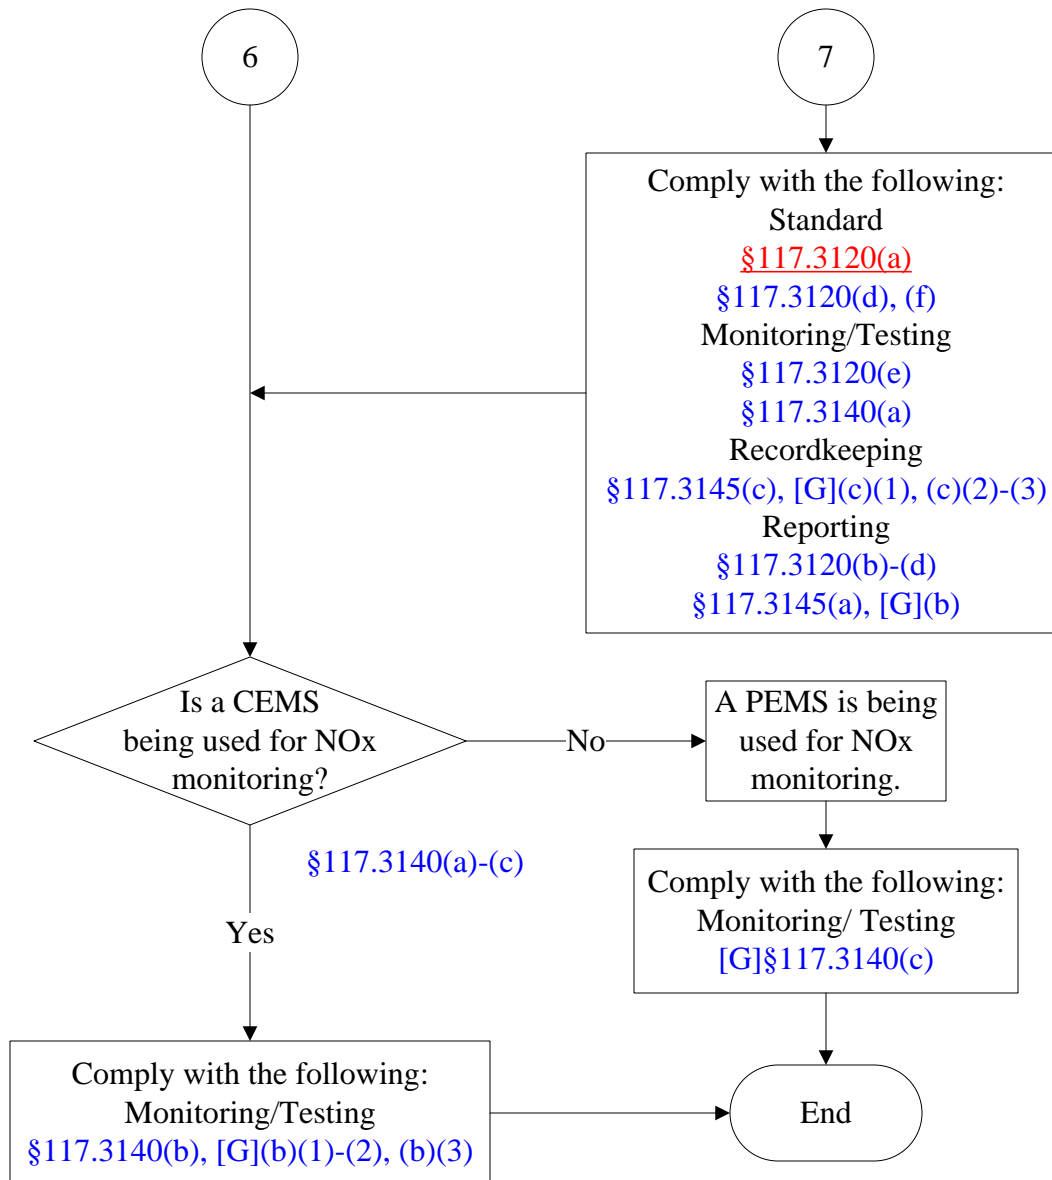 6
7
Comply with the following:
Standard
§117.3120(a)
§117.3120(d), (f)
Monitoring/Testing
§117.3120(e)
§117.3140(a)
Recordkeeping
§117.3145(c), [G](c)(1), (c)(2)-(3)
Reporting
§117.3120(b)-(d)
§117.3145(a), [G](b)
Is a CEMS
being used for NOx
monitoring?
No
A PEMS is being
used for NOx
monitoring.
§117.3140(a)-(c)
Yes
Comply with the following:
Monitoring/ Testing
[G]§117.3140(c)
Comply with the following:
Monitoring/Testing
§117.3140(b), [G](b)(1)-(2), (b)(3)
End